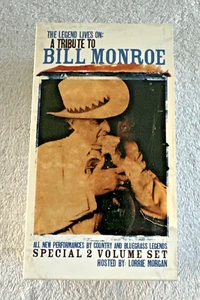 THE LEGEND LIVES ON:
A TRIBUTE TO
BILL MONROE
ALL NEW PERFORMANCES BY COUNTRY AND BLUEGRASS LEGENDS
SPECIAL 2 VOLUME SET
HOSTED BY: LORRIE MORGAN